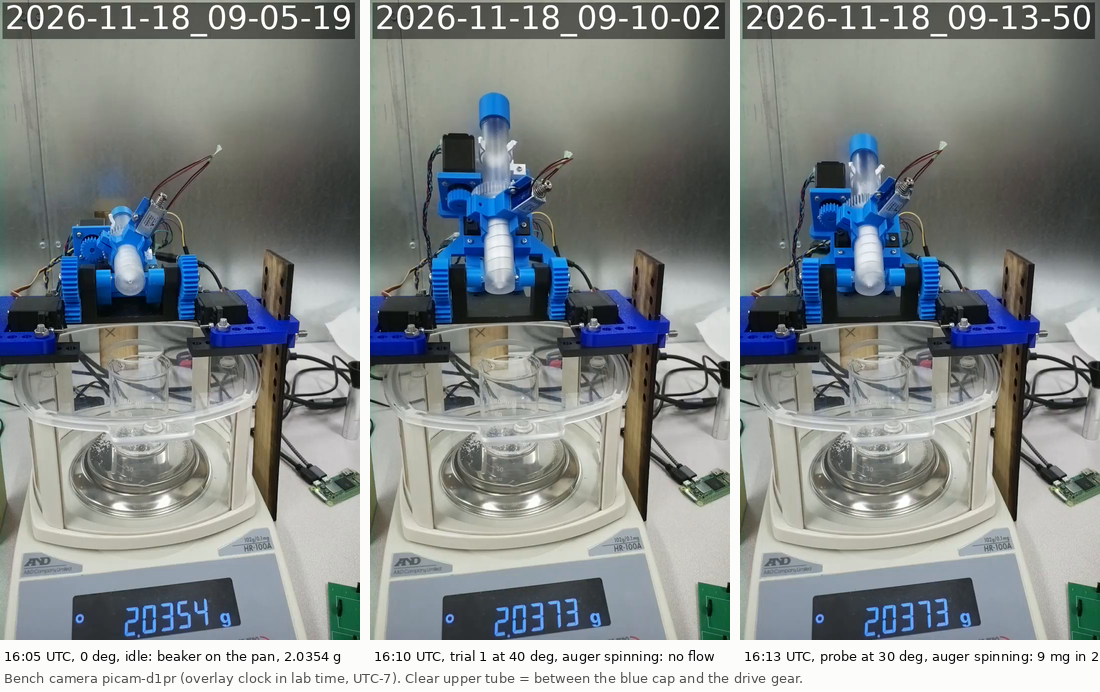 2026-11-18_09-05-19
2026-11-18_09-10-02
2026-11-18_09-13-50
AND
HR-100A
2.0354 g
AND
HR-100A
2.0373 g
AND
HR-100A
2.0373 g
16:05 UTC, 0 deg, idle: beaker on the pan, 2.0354 g
16:10 UTC, trial 1 at 40 deg, auger spinning: no flow
16:13 UTC, probe at 30 deg, auger spinning: 9 mg in 2
Bench camera picam-d1pr (overlay clock in lab time, UTC-7). Clear upper tube = between the blue cap and the drive gear.